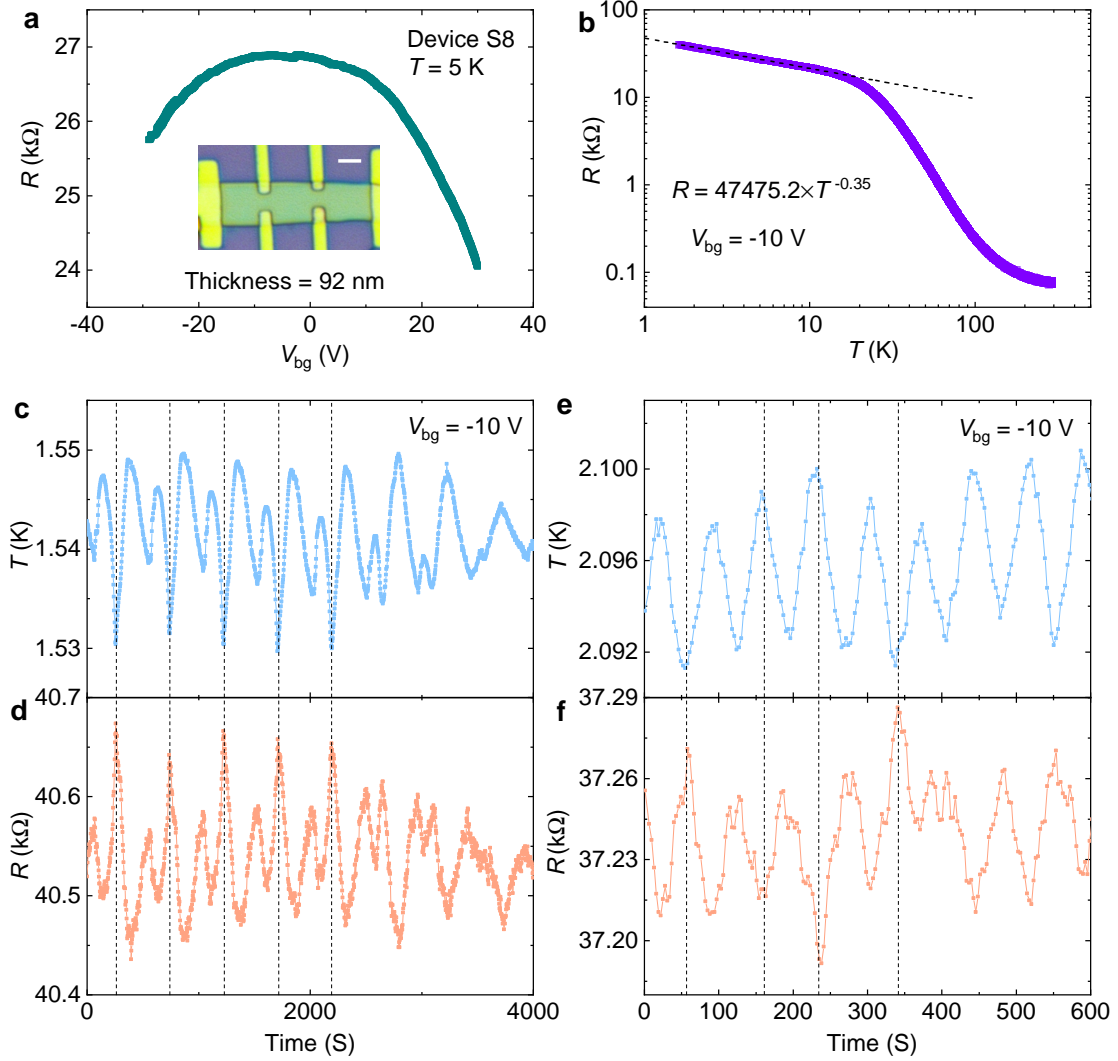 a
27
26
25
24
R (kΩ)
Device S8
T = 5 K
Thickness = 92 nm
-40
-20
0
20
40
V_bg (V)
b
100
10
1
0.1
R (kΩ)
R = 47475.2×T^-0.35
V_bg = -10 V
1
10
100
T (K)
c
1.55
1.54
1.53
T (K)
V_bg = -10 V
d
40.7
40.6
40.5
40.4
R (kΩ)
0
1000
2000
3000
4000
Time (S)
e
2.100
2.096
2.092
T (K)
V_bg = -10 V
f
37.29
37.26
37.23
37.20
R (kΩ)
0
100
200
300
400
500
600
Time (S)